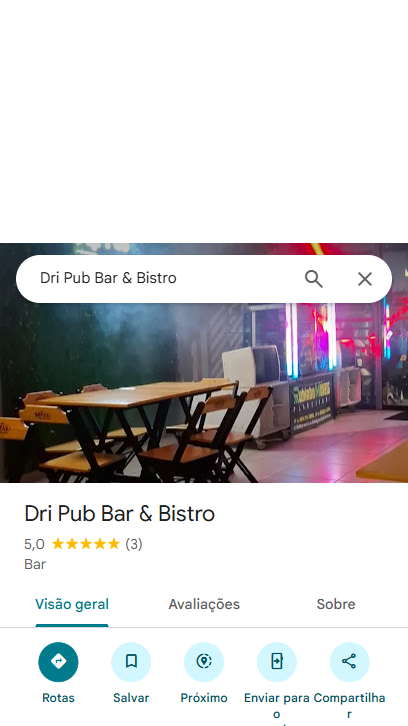 Dri Pub Bar & Bistro
Dri Pub Bar & Bistro
5,0 (3)
Bar
Visão geral
Avaliações
Sobre
Rotas
Salvar
Próximo
Enviar para
o
Compartilha
r